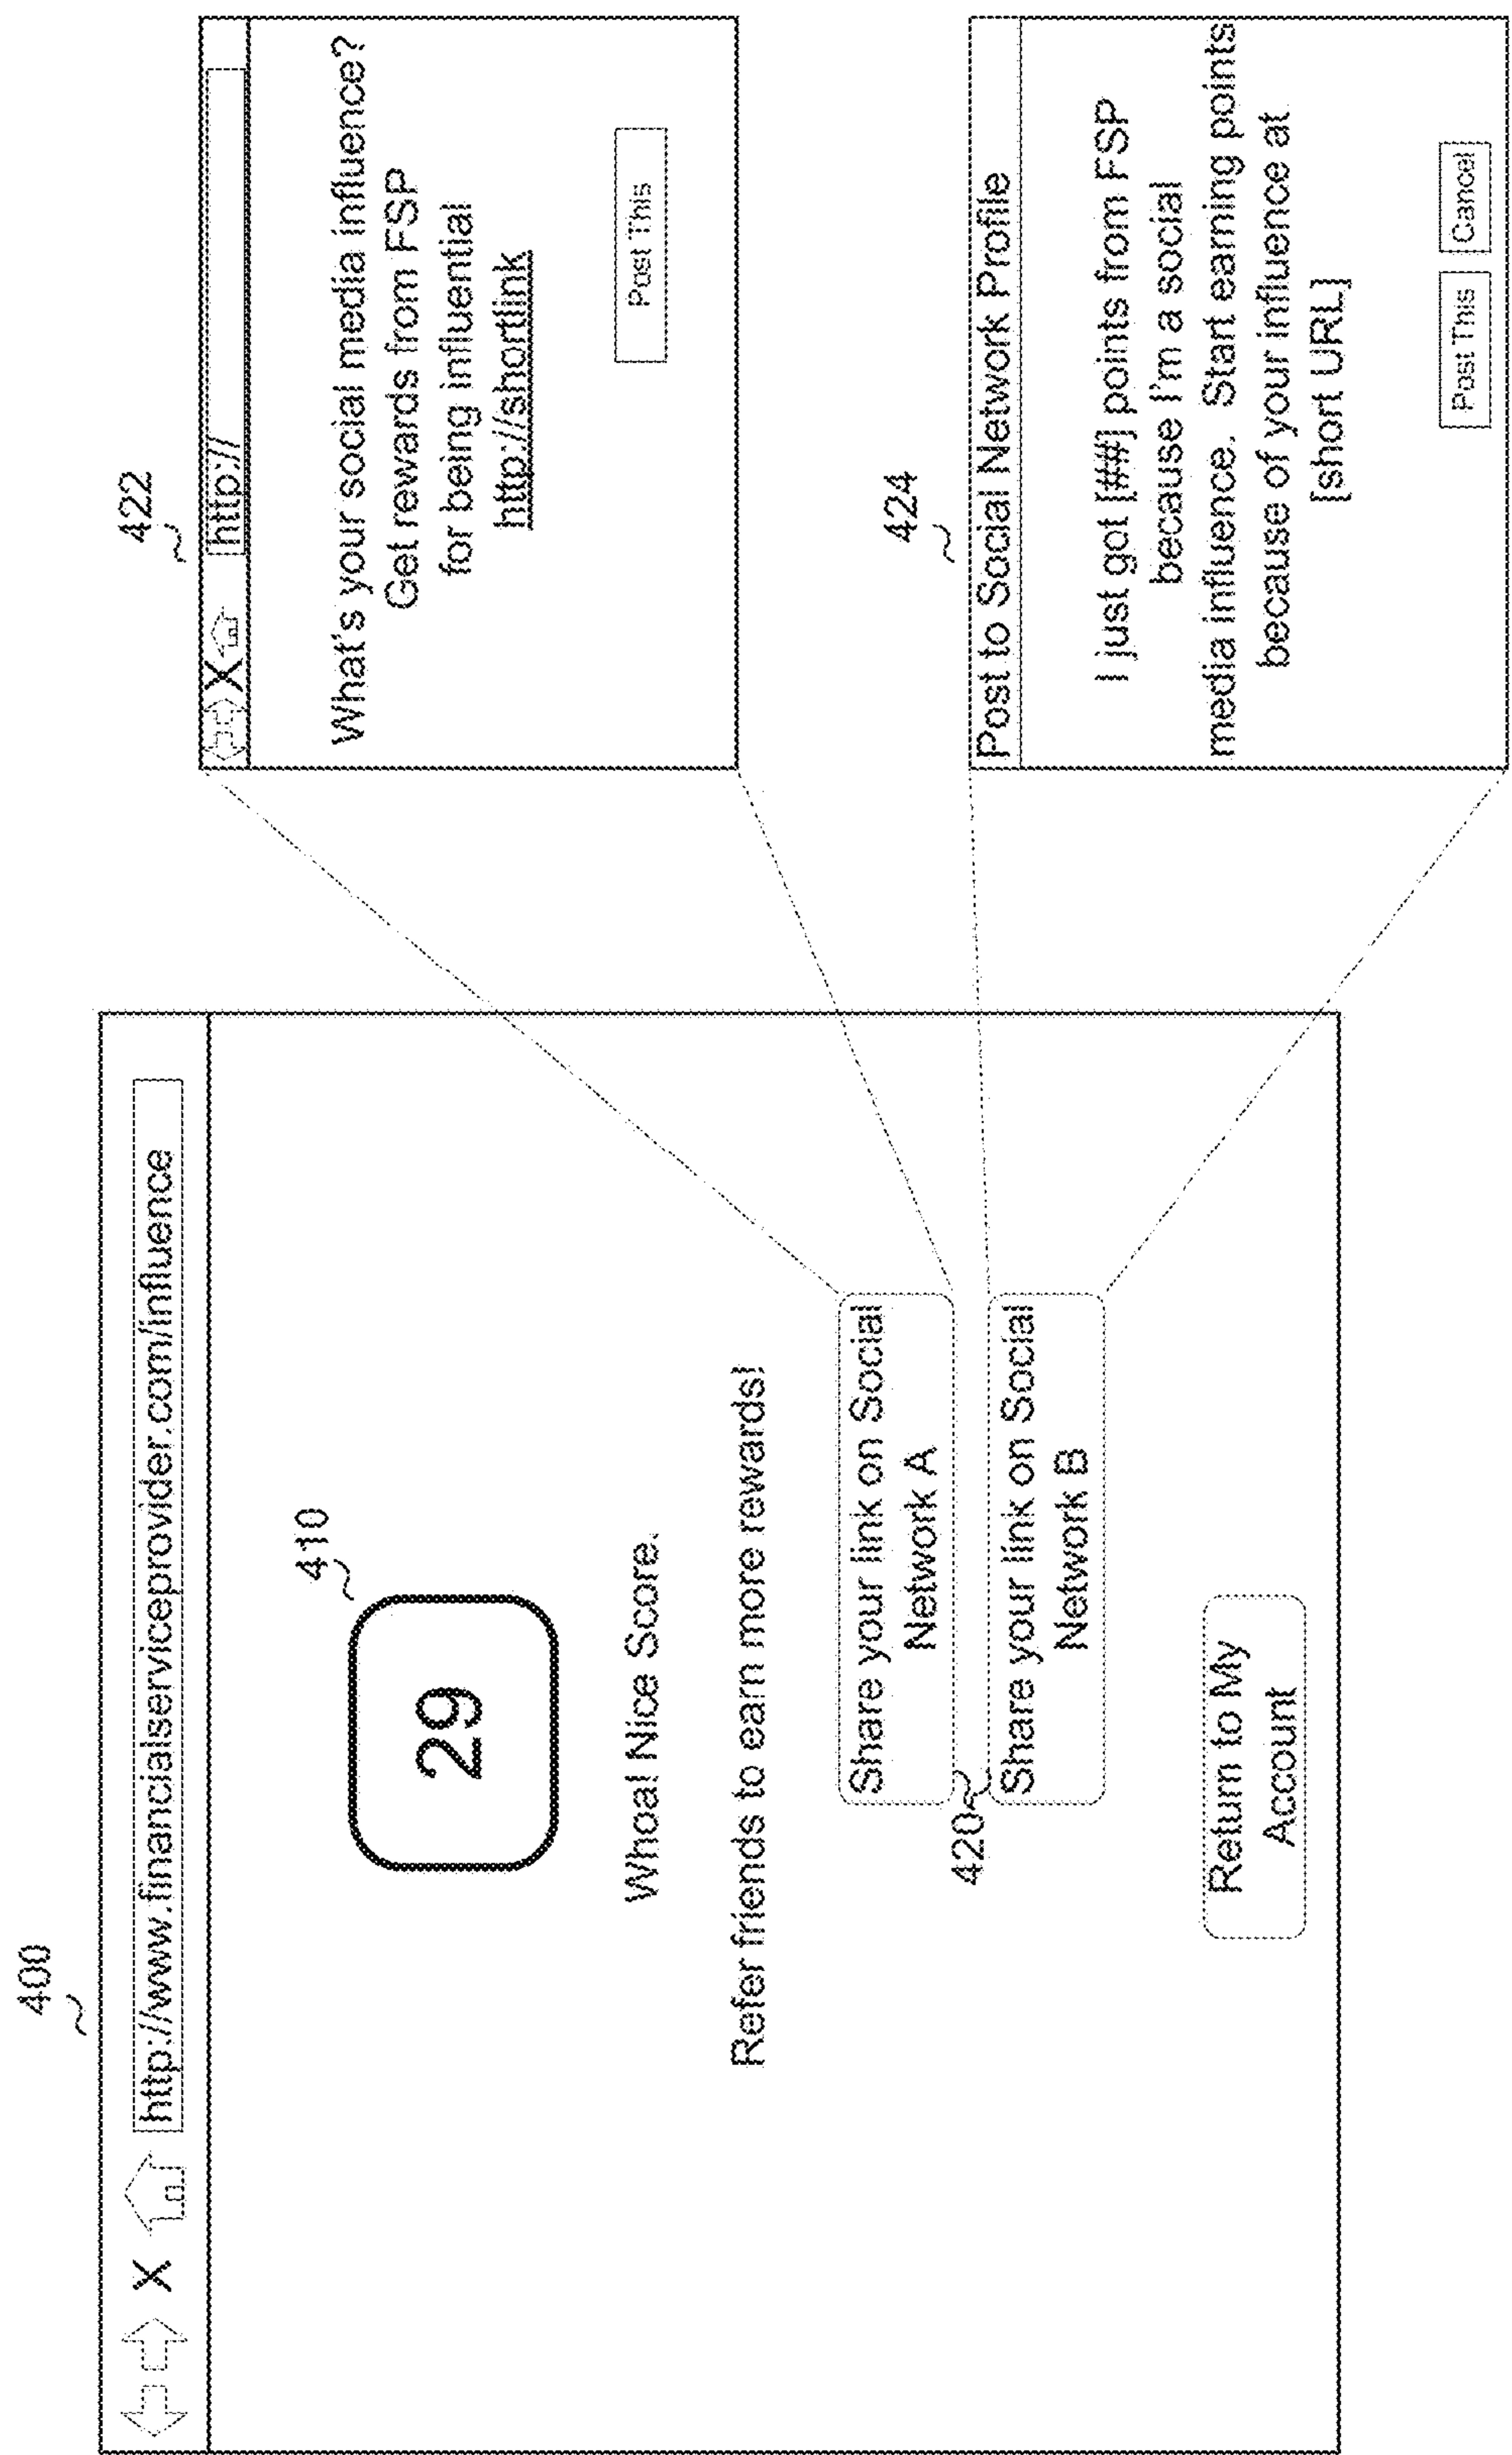 400
X
http://www.financialserviceprovider.com/influence
410
29
Whoa! Nice Score.
Refer friends to earn more rewards!
Share your link on Social
Network A
420
Share your link on Social
Network B
Return to My
Account
422
X
http://
What's your social media influence?
Get rewards from FSP
for being influential
http://shortlink
Post This
424
Post to Social Network Profile
I just got [##] points from FSP
because I'm a social
media influence. Start earning points
because of your influence at
[short URL]
Post This
Cancel